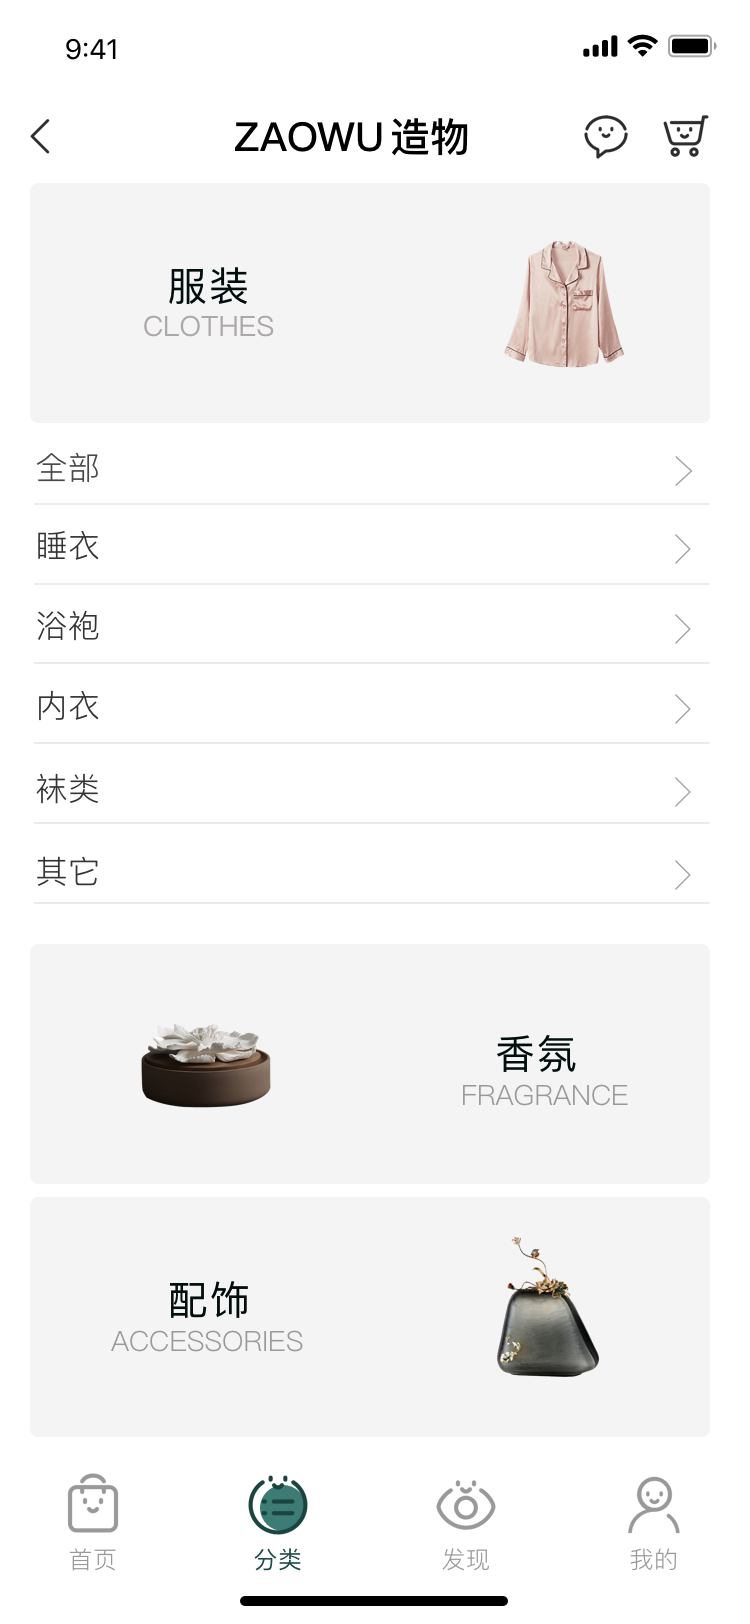 9:41
ZAOWU 造物
服装
CLOTHES
全部
睡衣
浴袍
内衣
袜类
其它
香氛
FRAGRANCE
配饰
ACCESSORIES
首页
分类
发现
我的